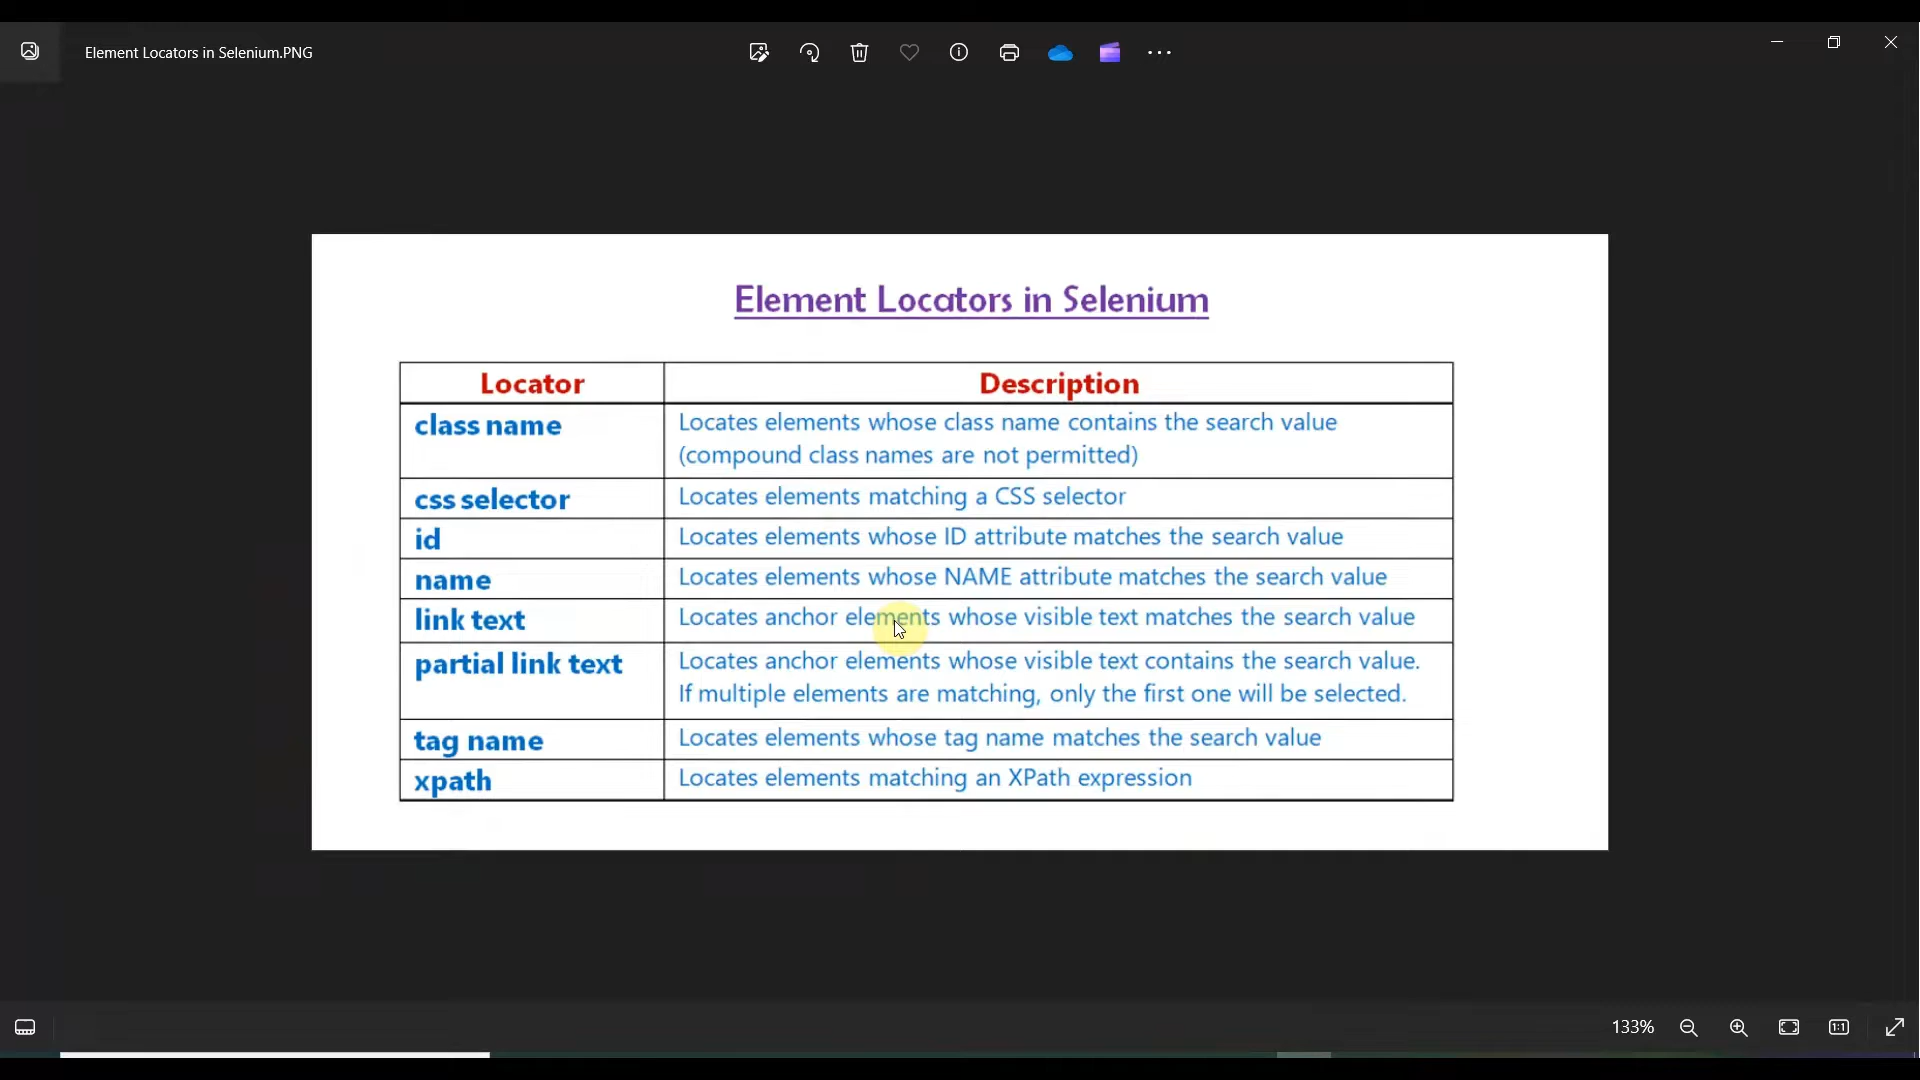 Element Locators in Selenium.PNG
Element Locators in Selenium
Locator Description
class name Locates elements whose class name contains the search value
(compound class names are not permitted)
css selector Locates elements matching a CSS selector
id Locates elements whose ID attribute matches the search value
name Locates elements whose NAME attribute matches the search value
link text Locates anchor elements whose visible text matches the search value
partial link text Locates anchor elements whose visible text contains the search value.
If multiple elements are matching, only the first one will be selected.
tag name Locates elements whose tag name matches the search value
xpath Locates elements matching an XPath expression
133%
1:1